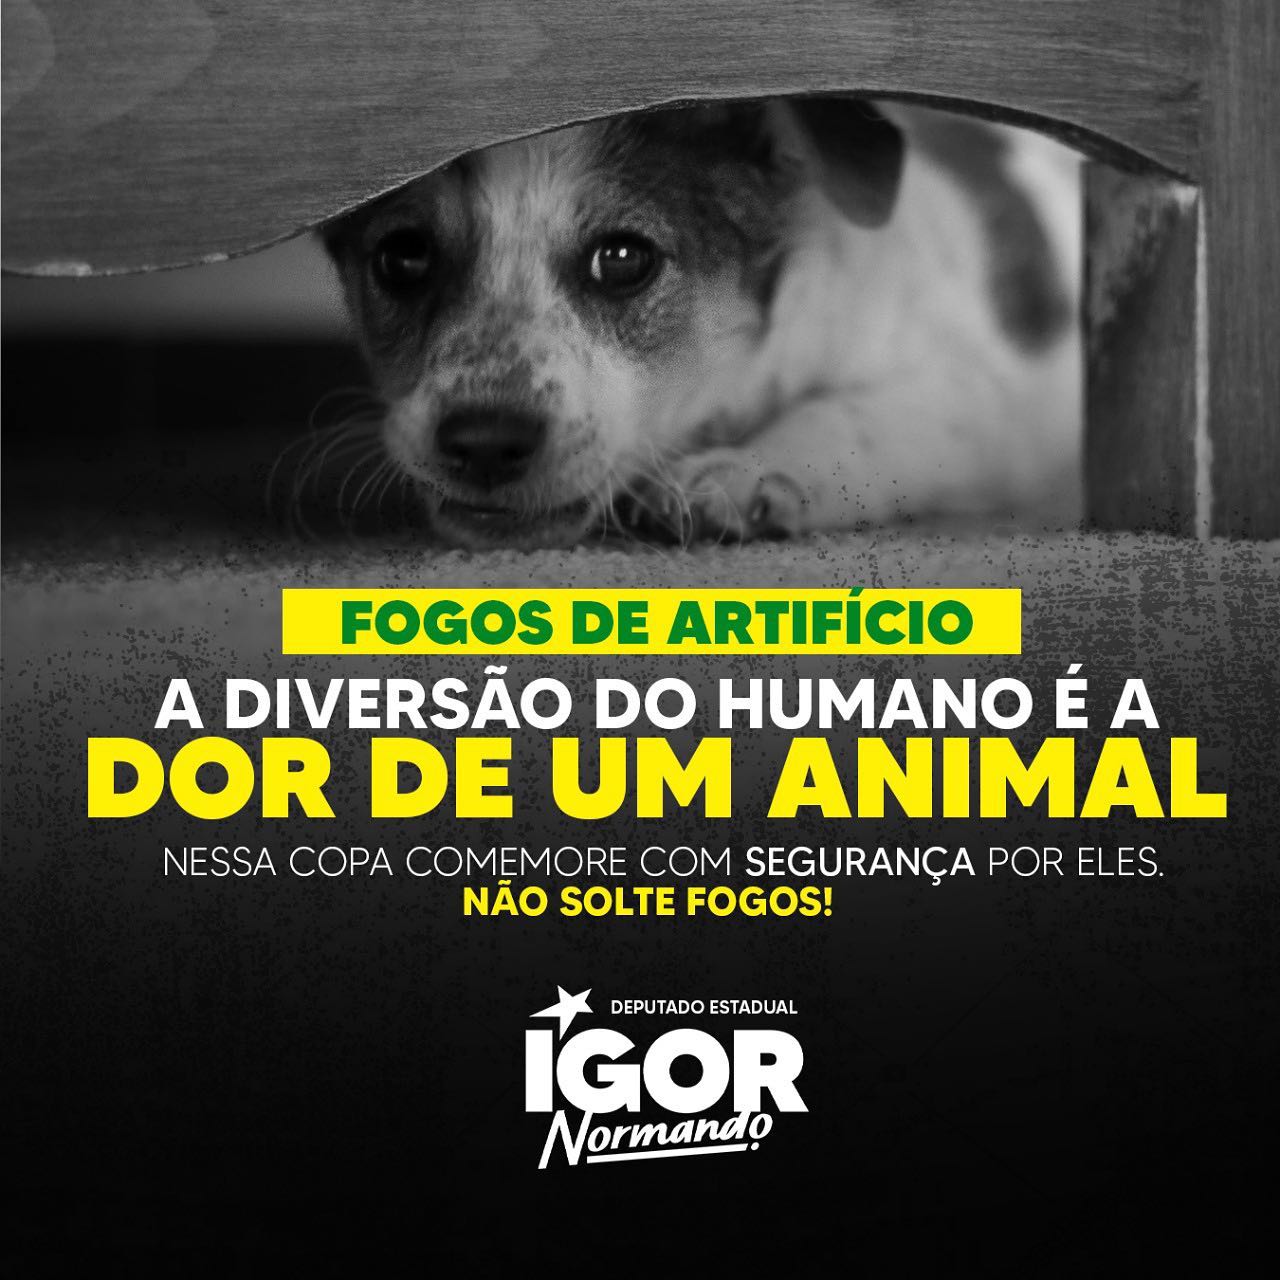 FOGOS DE ARTIFÍCIO
A DIVERSÃO DO HUMANO É A
DOR DE UM ANIMAL
NESSA COPA COMEMORE COM SEGURANÇA POR ELES.
NÃO SOLTE FOGOS!
DEPUTADO ESTADUAL
IGOR
Normando